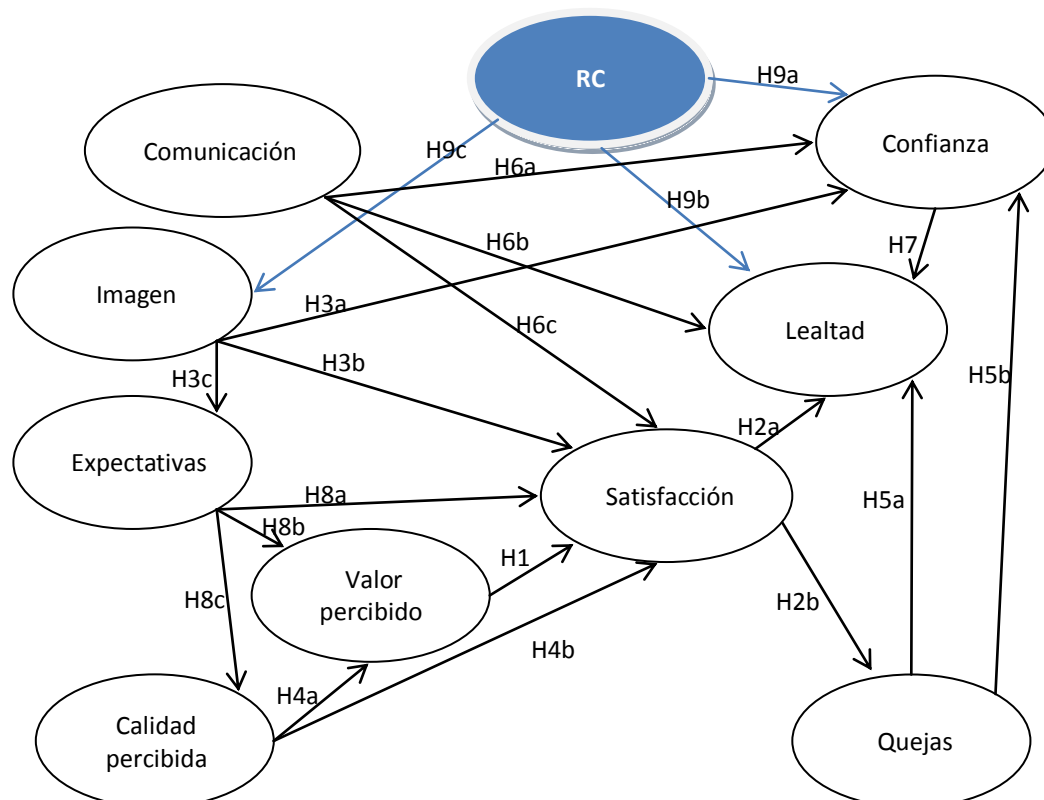 RC
H9a
Comunicación
Confianza
H9c
H6a
H9b
H6b
H7
Imagen
H3a
Lealtad
H6c
H3b
H3c
H5b
H2a
Expectativas
H8a
Satisfacción
H5a
H8b
H1
Valor
percibido
H8c
H2b
H4b
H4a
Calidad
percibida
Quejas